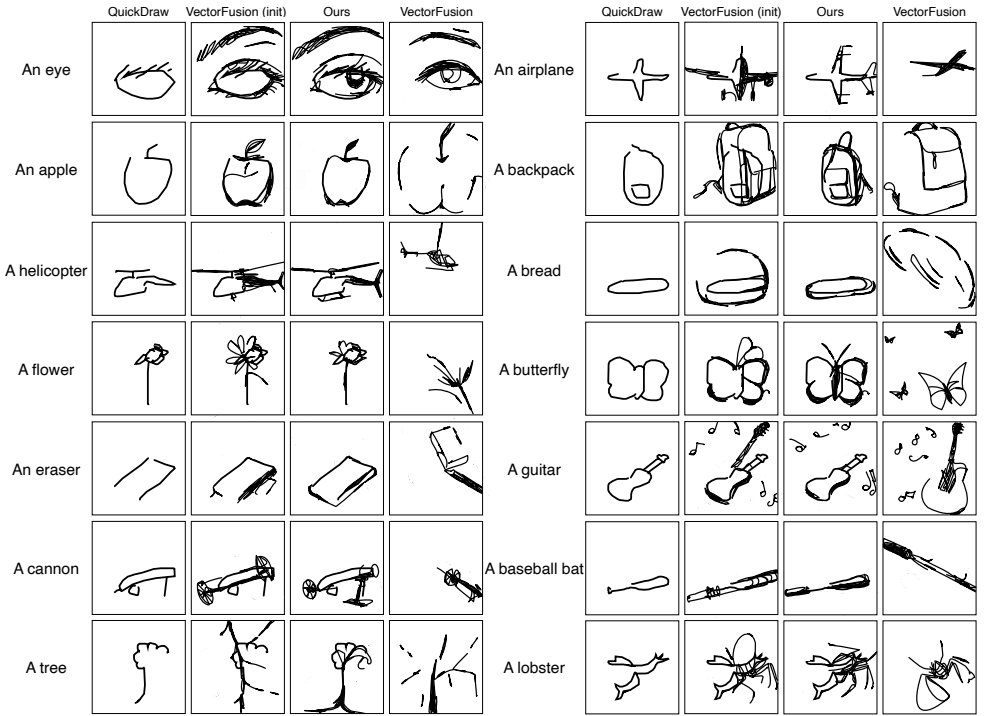 QuickDraw VectorFusion (init) Ours VectorFusion QuickDraw VectorFusion (init) Ours VectorFusion
An eye An airplane
An apple A backpack
A helicopter A bread
A flower A butterfly
An eraser A guitar
A cannon A baseball bat
A tree A lobster